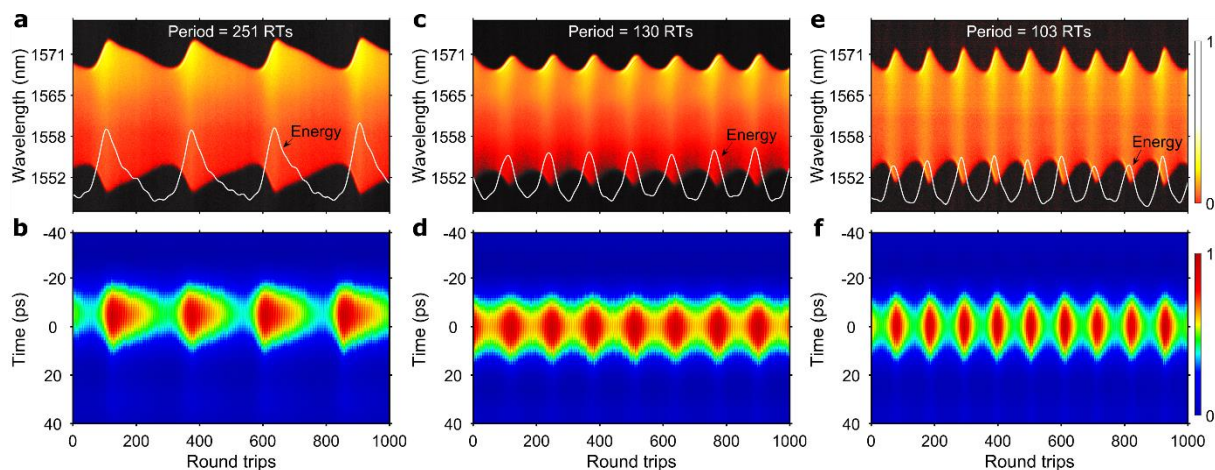 a c e
Period = 251 RTs Period = 130 RTs Period = 103 RTs
Wavelength (nm) Wavelength (nm) Wavelength (nm)
1571 1571 1571 1
1565 1565 1565
1558 1558 1558
Energy Energy Energy
1552 1552 1552 0
b d f
-40 -40 -40 1
-20 -20 -20
Time (ps) Time (ps) Time (ps)
0 0 0
20 20 20
40 40 40 0
0 200 400 600 800 1000 0 200 400 600 800 1000 0 200 400 600 800 1000
Round trips Round trips Round trips